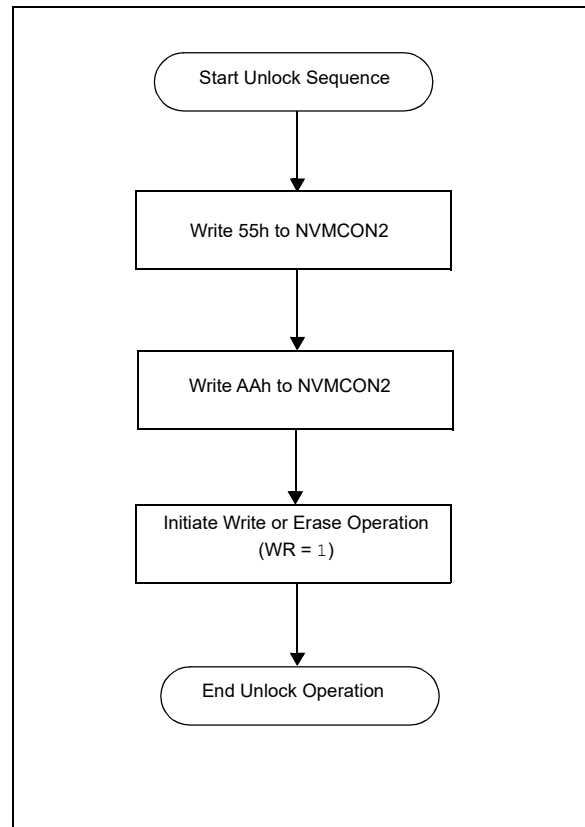 Start Unlock Sequence
Write 55h to NVMCON2
Write AAh to NVMCON2
Initiate Write or Erase Operation
(WR = 1)
End Unlock Operation